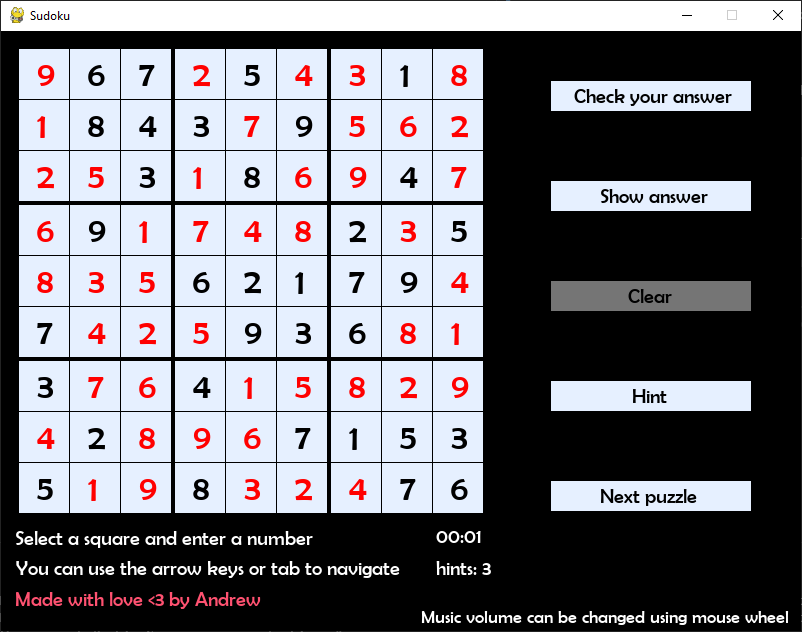 Sudoku
9 6 7 2 5 4 3 1 8
1 8 4 3 7 9 5 6 2
2 5 3 1 8 6 9 4 7
6 9 1 7 4 8 2 3 5
8 3 5 6 2 1 7 9 4
7 4 2 5 9 3 6 8 1
3 7 6 4 1 5 8 2 9
4 2 8 9 6 7 1 5 3
5 1 9 8 3 2 4 7 6
Check your answer
Show answer
Clear
Hint
Next puzzle
Select a square and enter a number
00:01
You can use the arrow keys or tab to navigate
hints: 3
Made with love <3 by Andrew
Music volume can be changed using mouse wheel